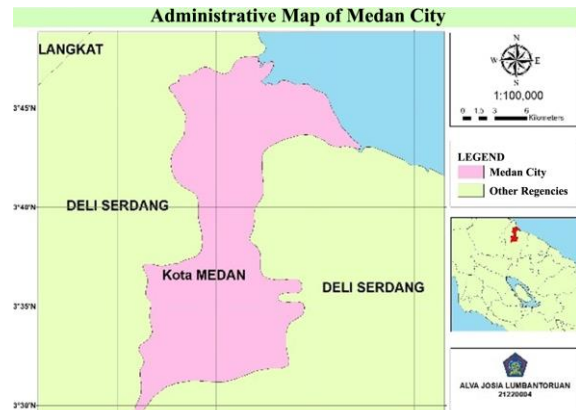 Administrative Map of Medan City
LANGKAT
3°45'N
DELI SERDANG
3°40'N
Kota MEDAN
DELI SERDANG
3°35'N
3°30'N
N
W E
S
1:100,000
0 1.5 3 6
Kilometers
LEGEND
Medan City
Other Regencies
ALVA JOSIA LUMBANTORUAN
21220004